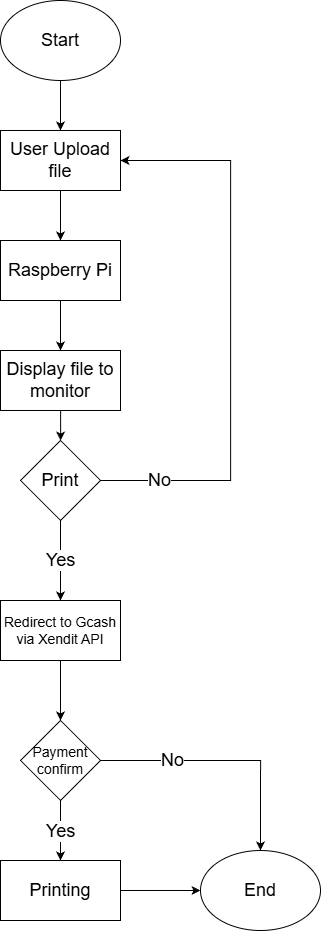 Start
User Upload
file
Raspberry Pi
Display file to
monitor
Print
No
Yes
Redirect to Gcash
via Xendit API
Payment
confirm
No
Yes
Printing
End